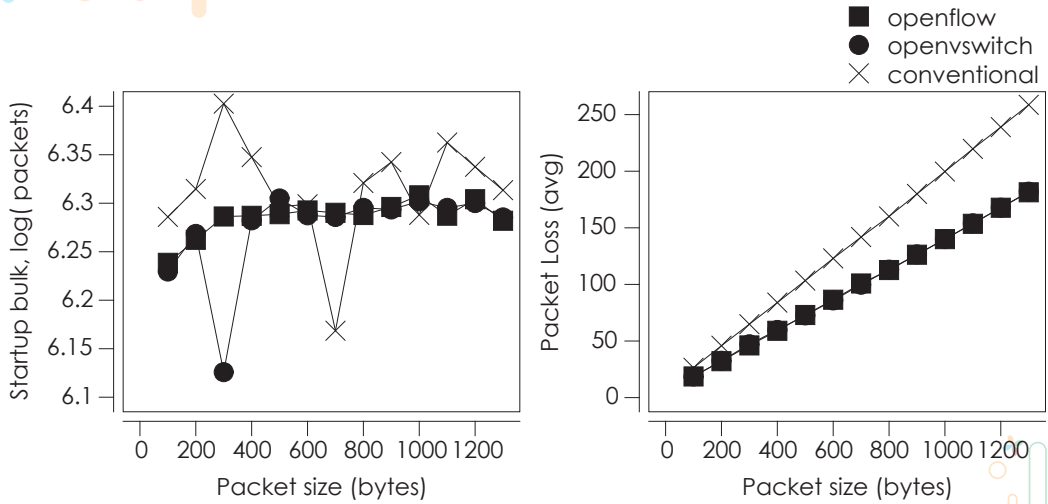 openflow
openvswitch
conventional
Startup bulk, log( packets)
6.4
6.35
6.3
6.25
6.2
6.15
6.1
0 200 400 600 800 1000 1200
Packet size (bytes)
Packet Loss (avg)
250
200
150
100
50
0
0 200 400 600 800 1000 1200
Packet size (bytes)